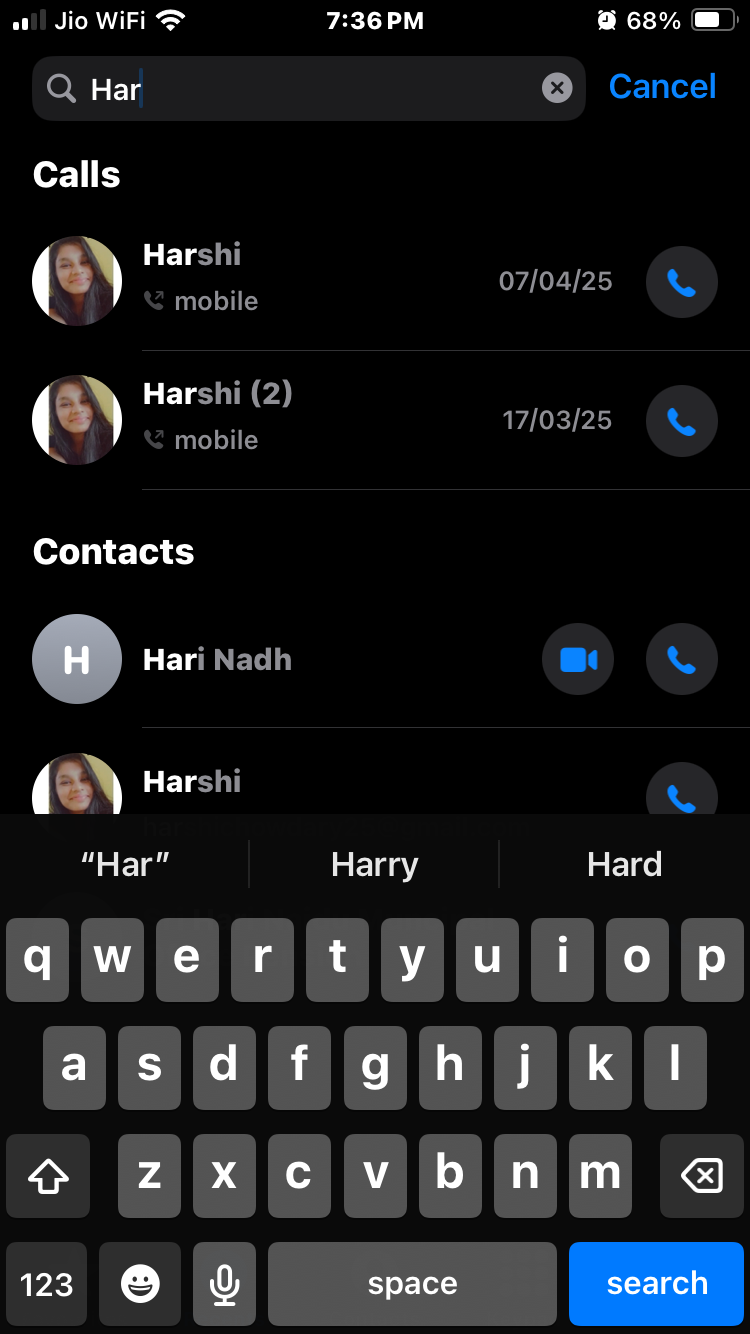 Jio WiFi 7:36 PM 68%
Har Cancel
Calls
Harshi
07/04/25
mobile
Harshi (2)
17/03/25
mobile
Contacts
H
Hari Nadh
Harshi
“Har” Harry Hard
q w e r t y u i o p
a s d f g h j k l
z x c v b n m
123 space search